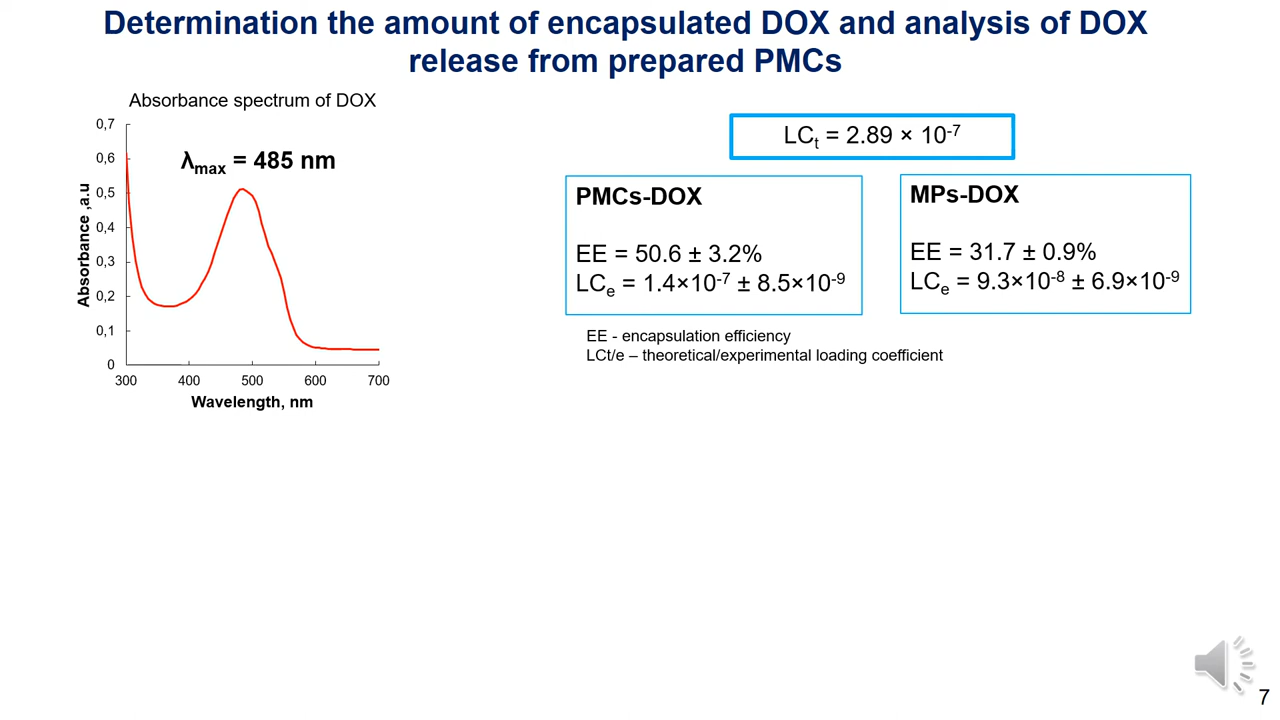 Determination the amount of encapsulated DOX and analysis of DOX
release from prepared PMCs
Absorbance spectrum of DOX
λmax = 485 nm
Absorbance ,a.u
0,7
0,6
0,5
0,4
0,3
0,2
0,1
0
300 400 500 600 700
Wavelength, nm
LCt = 2.89 × 10-7
PMCs-DOX
EE = 50.6 ± 3.2%
LCe = 1.4×10-7 ± 8.5×10-9
MPs-DOX
EE = 31.7 ± 0.9%
LCe = 9.3×10-8 ± 6.9×10-9
EE - encapsulation efficiency
LCt/e – theoretical/experimental loading coefficient
7